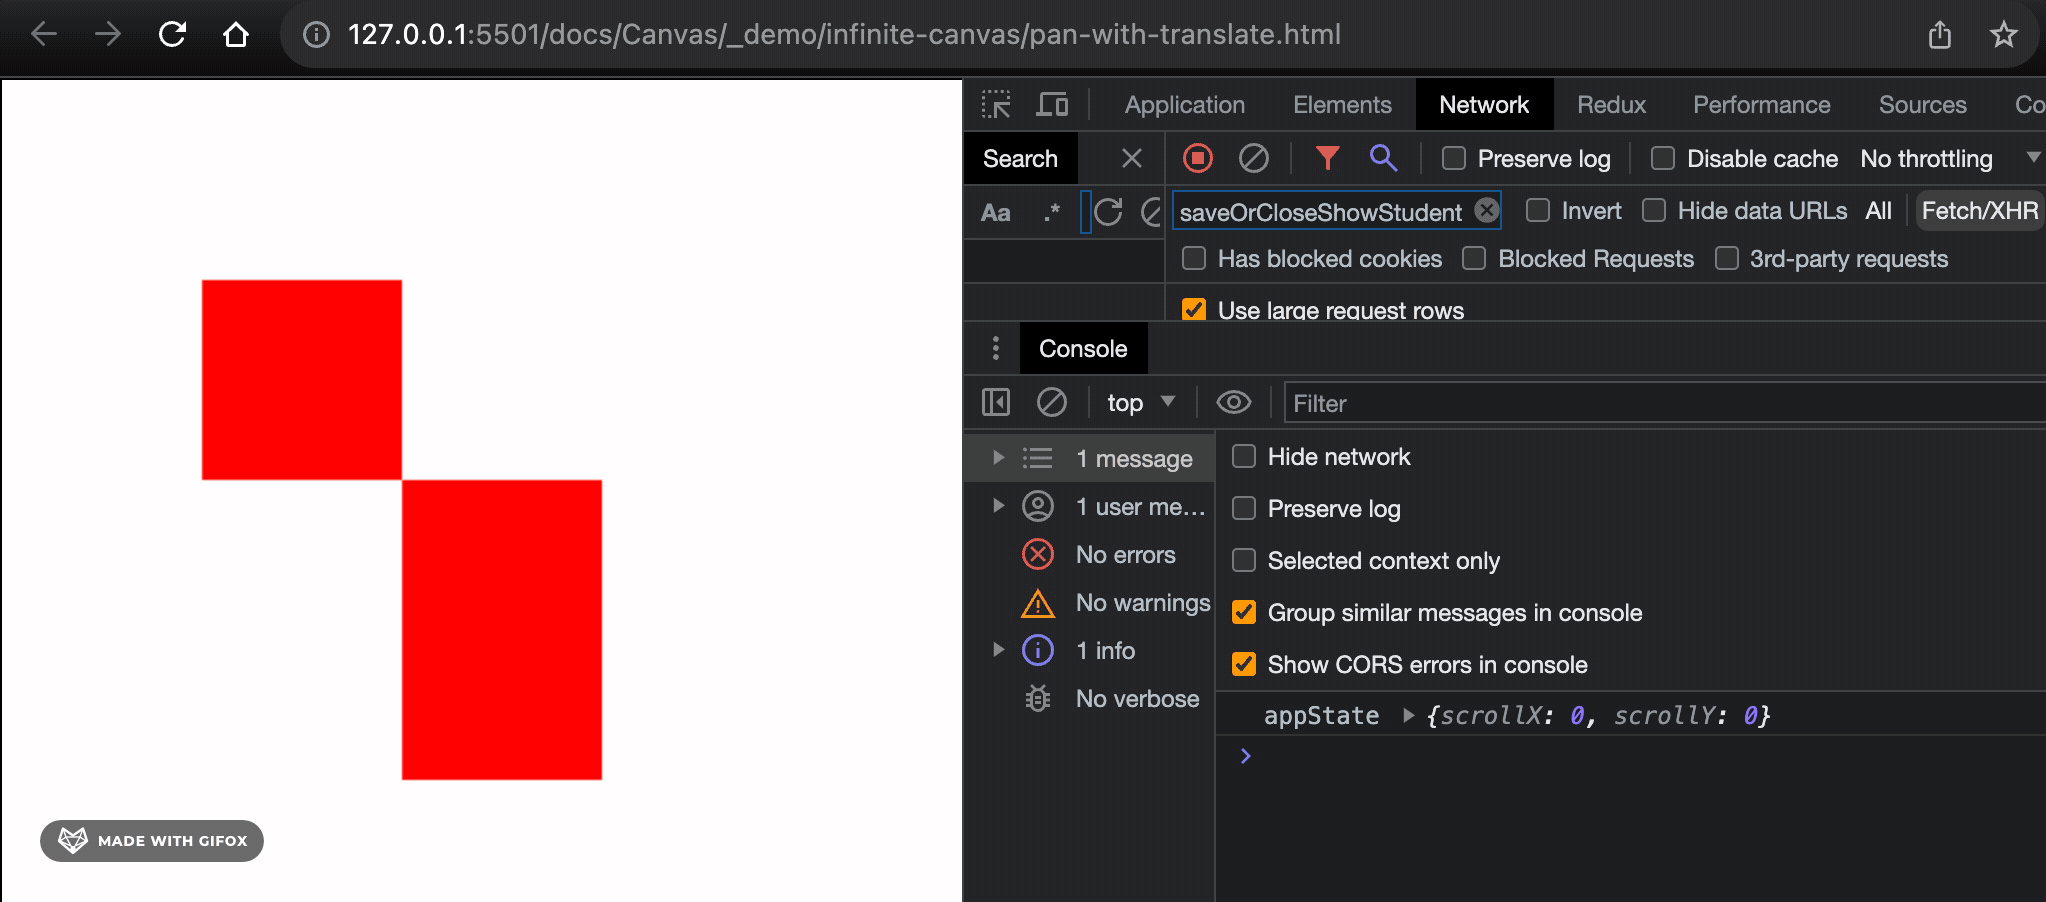 127.0.0.1:5501/docs/Canvas/_demo/infinite-canvas/pan-with-translate.html
Application Elements Network Redux Performance Sources Co
Search
Preserve log Disable cache No throttling
Aa .*
saveOrCloseShowStudent Invert Hide data URLs All Fetch/XHR
Has blocked cookies Blocked Requests 3rd-party requests
Use large request rows
Console
top Filter
1 message
1 user me...
No errors
No warnings
1 info
No verbose
Hide network
Preserve log
Selected context only
Group similar messages in console
Show CORS errors in console
appState {scrollX: 0, scrollY: 0}
MADE WITH GIFOX